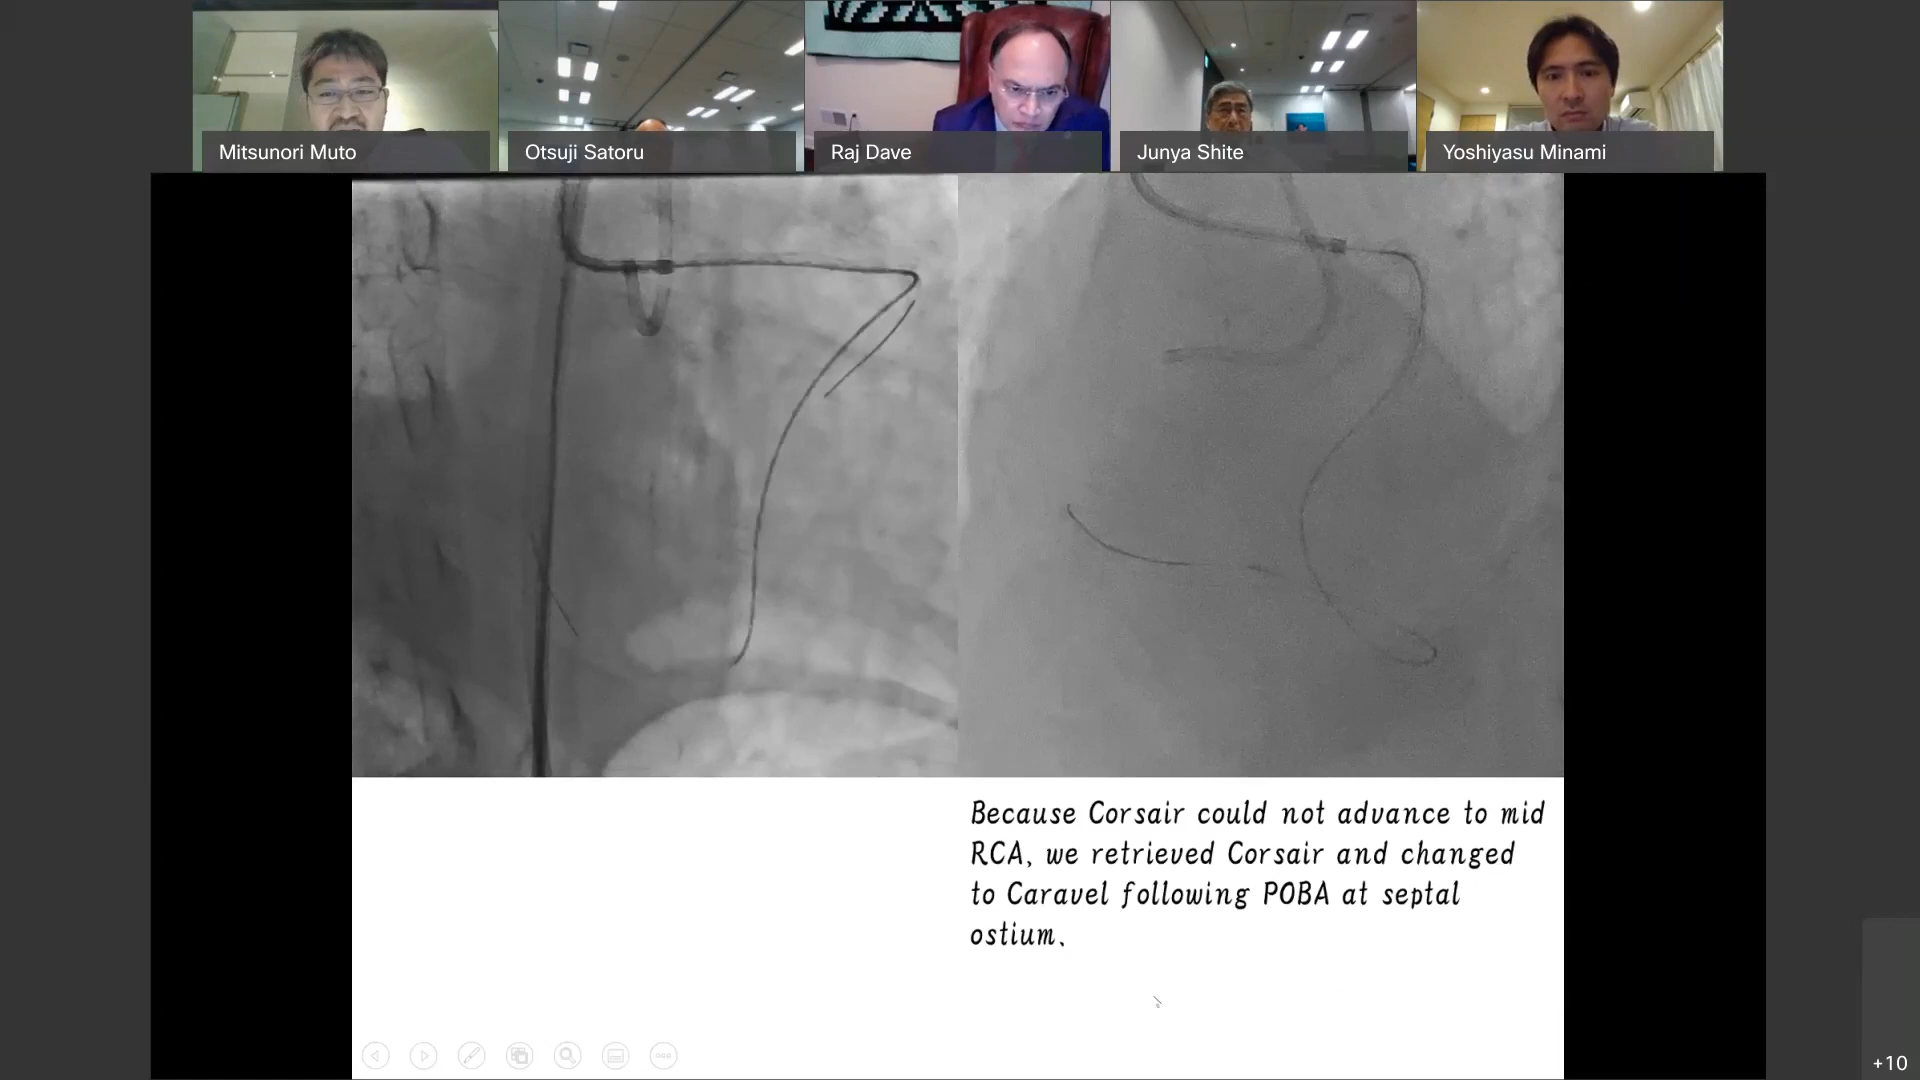 Mitsunori Muto
Otsuji Satoru
Raj Dave
Junya Shite
Yoshiyasu Minami
Because Corsair could not advance to mid
RCA, we retrieved Corsair and changed
to Caravel following POBA at septal
ostium.
+10